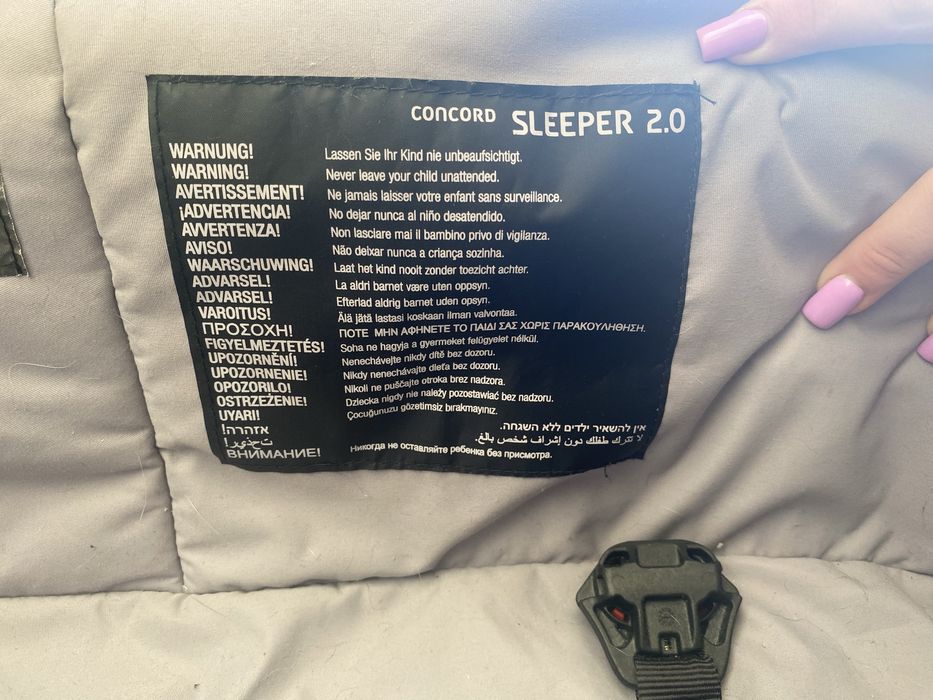 CONCORD SLEEPER 2.0
WARNUNG! Lassen Sie Ihr Kind nie unbeaufsichtigt.
WARNING! Never leave your child unattended.
AVERTISSEMENT! Ne jamais laisser votre enfant sans surveillance.
¡ADVERTENCIA! No dejar nunca al niño desatendido.
AVVERTENZA! Non lasciare mai il bambino privo di vigilanza.
AVISO! Não deixar nunca a criança sozinha.
WAARSCHUWING! Laat het kind nooit zonder toezicht achter.
ADVARSEL! La aldri barnet være uten oppsyn.
ADVARSEL! Efterlad aldrig barnet uden opsyn.
VAROITUS! Älä jätä lastasi koskaan ilman valvontaa.
ΠΡΟΣΟΧΗ! ΠΟΤΕ ΜΗΝ ΑΦΗΝΕΤΕ ΤΟ ΠΑΙΔΙ ΣΑΣ ΧΩΡΙΣ ΠΑΡΑΚΟΥΛΗΘΗΣΗ.
FIGYELMEZTETÉS! Soha ne hagyja a gyermeket felügyelet nélkül.
UPOZORNĚNÍ! Nenechávejte nikdy dítě bez dozoru.
UPOZORNENIE! Nikdy nenechávajte dieťa bez dozoru.
OPOZORILO! Nikoli ne puščajte otroka brez nadzora.
OSTRZEŻENIE! Dziecka nigdy nie należy pozostawiać bez nadzoru.
UYARI! Çocuğunuzu gözetimsiz bırakmayınız.
אזהרה! אין להשאיר ילדים ללא השגחה.
تحذير! لا تترك طفلك دون إشراف شخص بالغ.
ВНИМАНИЕ! Никогда не оставляйте ребенка без присмотра.